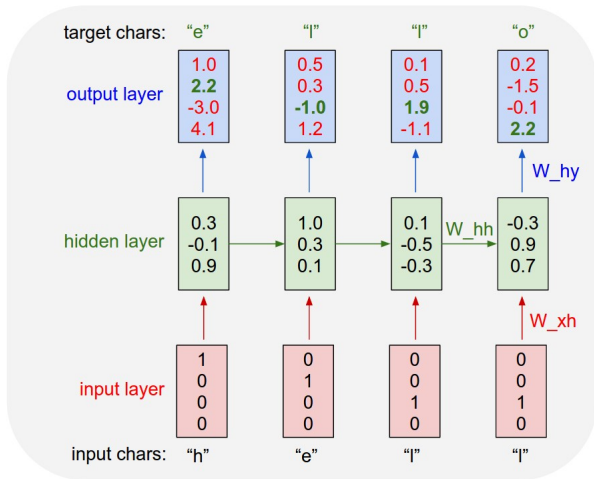 target chars: “e” “l” “l” “o”
1.0 0.5 0.1 0.2
2.2 0.3 0.5 -1.5
output layer -3.0 -1.0 1.9 -0.1
4.1 1.2 -1.1 2.2
W_hy
0.3 1.0 0.1 W_hh -0.3
hidden layer -0.1 0.3 -0.5 0.9
0.9 0.1 -0.3 0.7
W_xh
1 0 0 0
0 1 0 0
input layer 0 0 1 1
0 0 0 0
input chars: “h” “e” “l” “l”